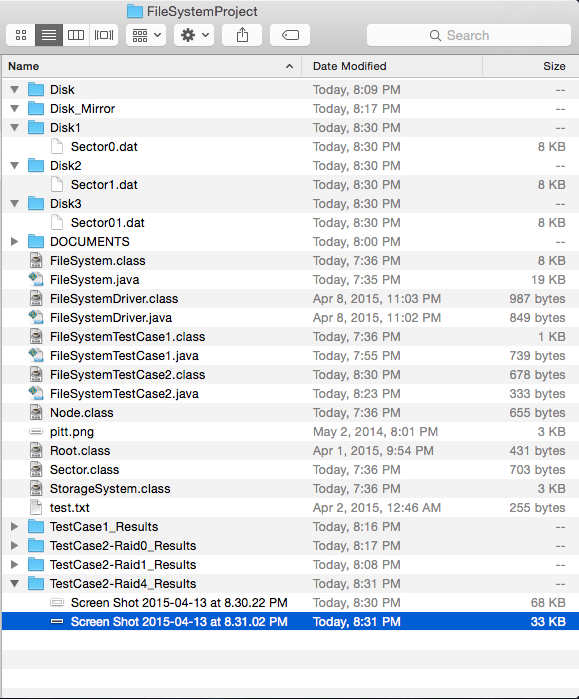 FileSystemProject
Search
Name Date Modified Size
Disk Today, 8:09 PM --
Disk_Mirror Today, 8:17 PM --
Disk1 Today, 8:30 PM --
Sector0.dat Today, 8:30 PM 8 KB
Disk2 Today, 8:30 PM --
Sector1.dat Today, 8:30 PM 8 KB
Disk3 Today, 8:30 PM --
Sector01.dat Today, 8:30 PM 8 KB
DOCUMENTS Today, 8:00 PM --
FileSystem.class Today, 7:36 PM 8 KB
FileSystem.java Today, 7:35 PM 19 KB
FileSystemDriver.class Apr 8, 2015, 11:03 PM 987 bytes
FileSystemDriver.java Apr 8, 2015, 11:02 PM 849 bytes
FileSystemTestCase1.class Today, 7:36 PM 1 KB
FileSystemTestCase1.java Today, 7:55 PM 739 bytes
FileSystemTestCase2.class Today, 8:30 PM 678 bytes
FileSystemTestCase2.java Today, 8:23 PM 333 bytes
Node.class Today, 7:36 PM 655 bytes
pitt.png May 2, 2014, 8:01 PM 3 KB
Root.class Apr 1, 2015, 9:54 PM 431 bytes
Sector.class Today, 7:36 PM 703 bytes
StorageSystem.class Today, 7:36 PM 3 KB
test.txt Apr 2, 2015, 12:46 AM 255 bytes
TestCase1_Results Today, 8:16 PM --
TestCase2-Raid0_Results Today, 8:17 PM --
TestCase2-Raid1_Results Today, 8:08 PM --
TestCase2-Raid4_Results Today, 8:31 PM --
Screen Shot 2015-04-13 at 8.30.22 PM Today, 8:30 PM 68 KB
Screen Shot 2015-04-13 at 8.31.02 PM Today, 8:31 PM 33 KB